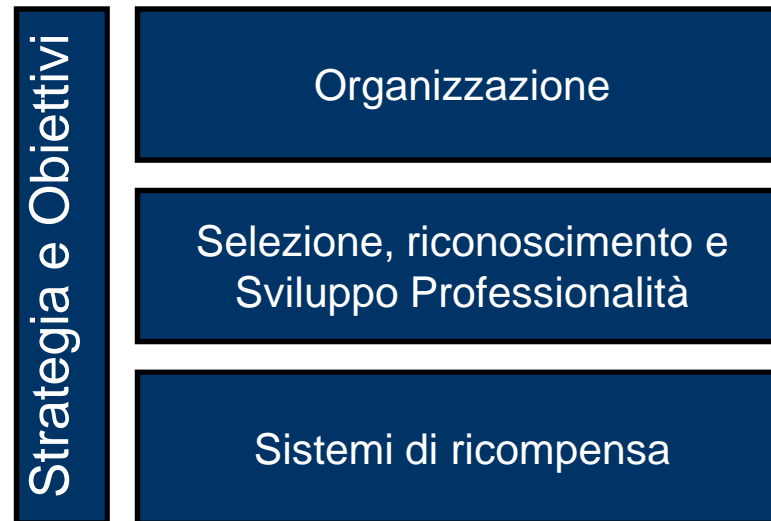 Strategia e Obiettivi
Organizzazione
Selezione, riconoscimento e
Sviluppo Professionalità
Sistemi di ricompensa